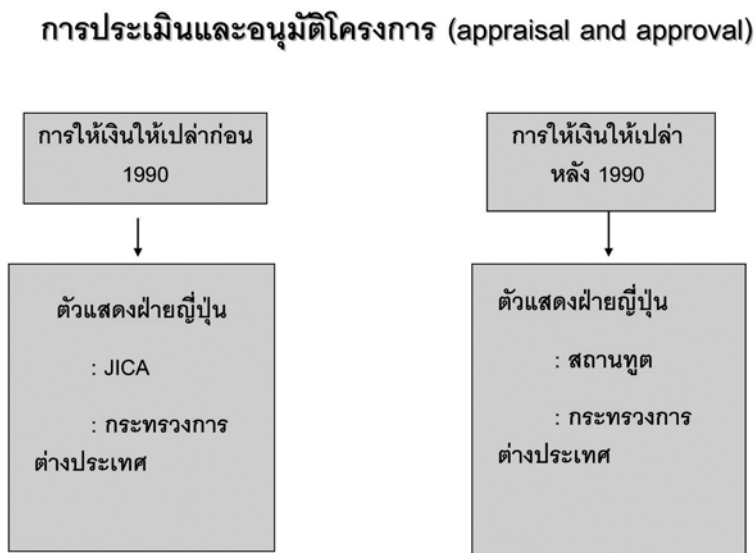 การประเมินและอนุมัติโครงการ (appraisal and approval)
การให้เงินให้เปล่าก่อน
1990
ตัวแสดงฝ่ายญี่ปุ่น
: JICA
: กระทรวงการ
ต่างประเทศ
การให้เงินให้เปล่า
หลัง 1990
ตัวแสดงฝ่ายญี่ปุ่น
: สถานทูต
: กระทรวงการ
ต่างประเทศ